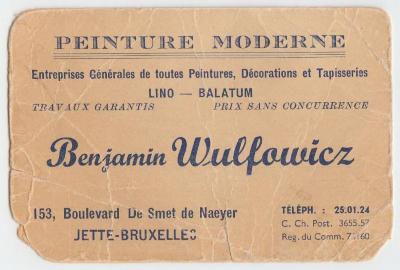 PEINTURE MODERNE
Entreprises Générales de toutes Peintures, Décorations et Tapisseries
LINO — BALATUM
TRAVAUX GARANTIS PRIX SANS CONCURRENCE
Benjamin Wulfowicz
153, Boulevard De Smet de Naeyer
JETTE-BRUXELLES
TÉLÉPH. : 25.01.24
C. Ch. Post. 3655.57
Reg. du Comm.